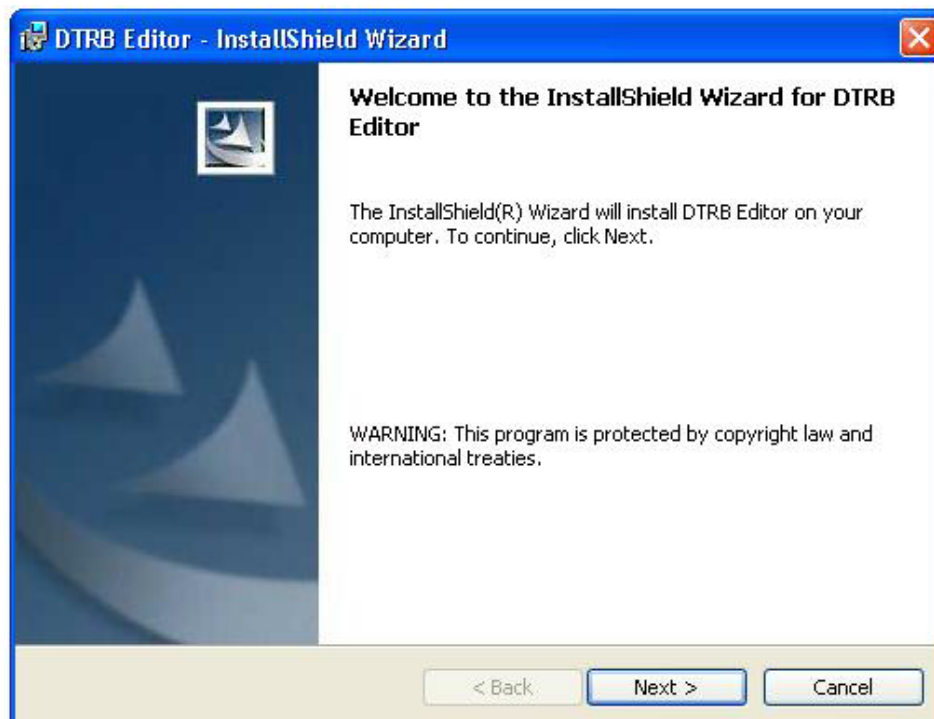 DTRB Editor - InstallShield Wizard
Welcome to the InstallShield Wizard for DTRB
Editor
The InstallShield(R) Wizard will install DTRB Editor on your
computer. To continue, click Next.
WARNING: This program is protected by copyright law and
international treaties.
< Back
Next >
Cancel